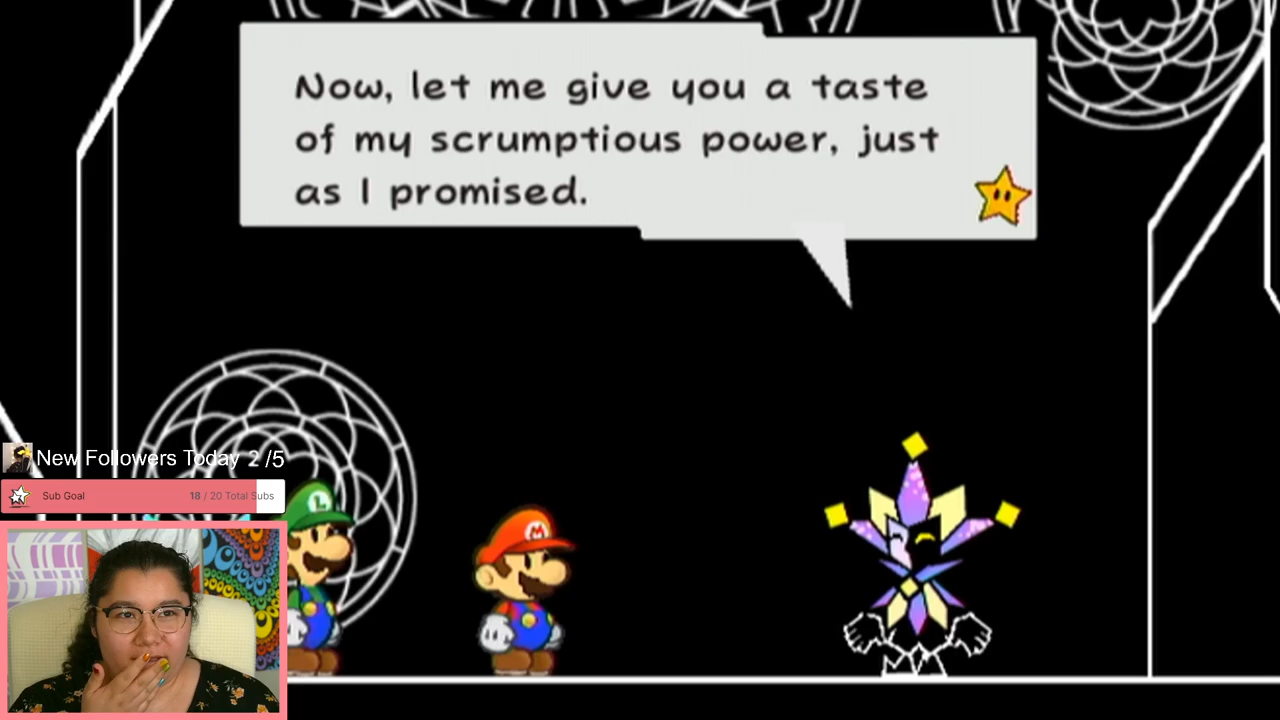 Now, let me give you a taste
of my scrumptious power, just
as I promised.
New Followers Today 2 /5
Sub Goal 18 / 20 Total Subs
L
M